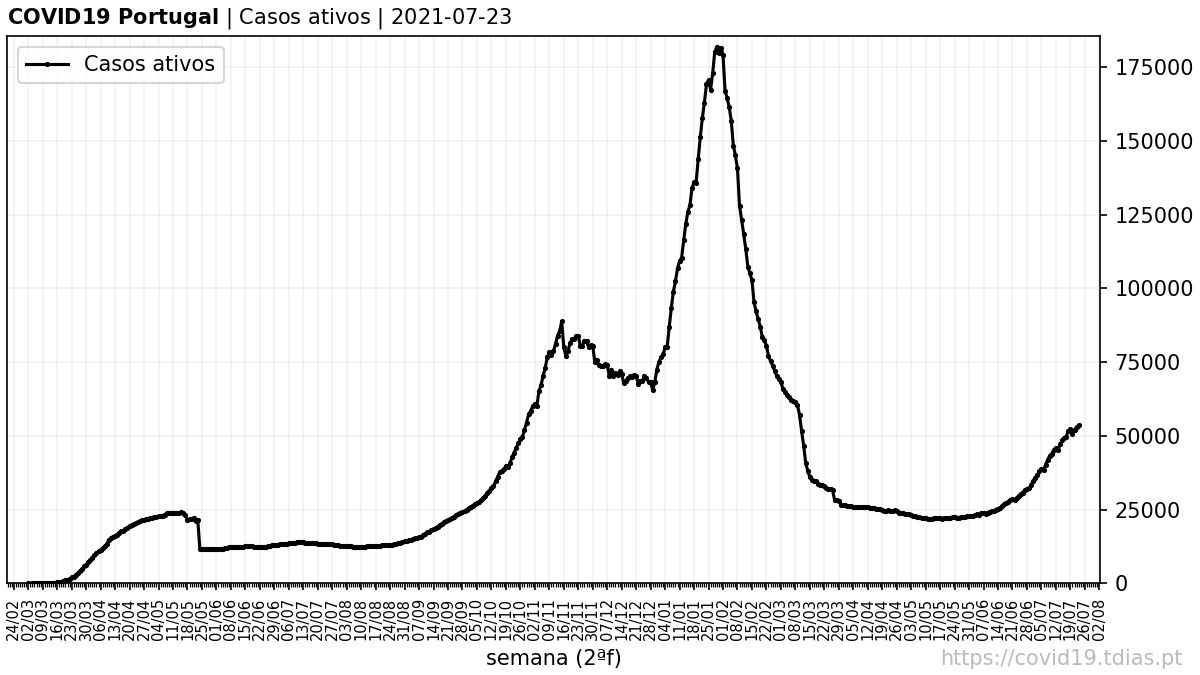 COVID19 Portugal | Casos ativos | 2021-07-23
Casos ativos
175000
150000
125000
100000
75000
50000
25000
0
24/02 02/03 09/03 16/03 23/03 30/03 06/04 13/04 20/04 27/04 04/05 11/05 18/05 25/05 01/06 08/06 15/06 22/06 29/06 06/07 13/07 20/07 27/07 03/08 10/08 17/08 24/08 31/08 07/09 14/09 21/09 28/09 05/10 12/10 19/10 26/10 02/11 09/11 16/11 23/11 30/11 07/12 14/12 21/12 28/12 04/01 11/01 18/01 25/01 01/02 08/02 15/02 22/02 01/03 08/03 15/03 22/03 29/03 05/04 12/04 19/04 26/04 03/05 10/05 17/05 24/05 31/05 07/06 14/06 21/06 28/06 05/07 12/07 19/07 26/07 02/08
semana (2ªf)
https://covid19.tdias.pt